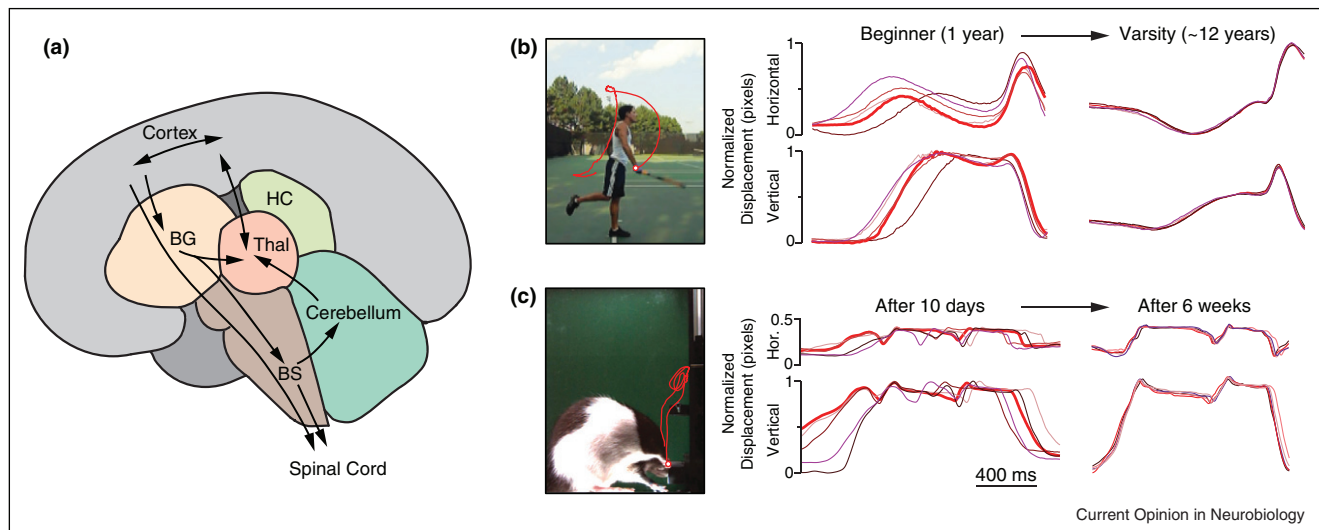 (a)
Cortex
HC
BG
Thal
Cerebellum
BS
Spinal Cord
(b)
Beginner (1 year)
Varsity (~12 years)
Normalized
Displacement (pixels)
Horizontal
1
0
Vertical
1
0
(c)
After 10 days
After 6 weeks
Normalized
Displacement (pixels)
Hor.
0.5
0
Vertical
1
0
400 ms
Current Opinion in Neurobiology